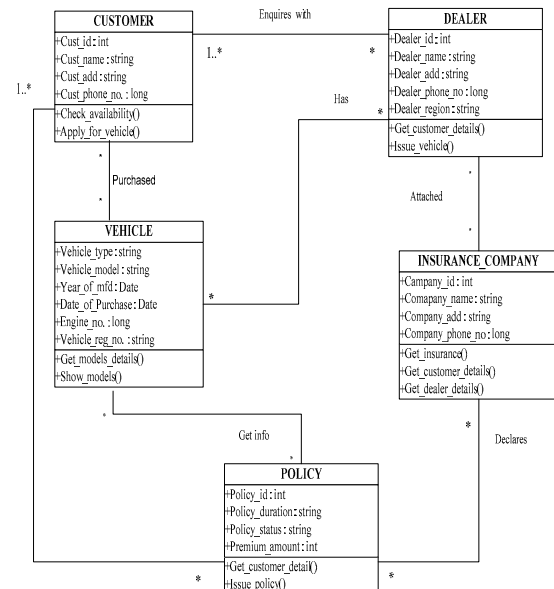 CUSTOMER
+Cust_id:int
+Cust_name:string
+Cust_add:string
+Cust_phone_no.:long
+Check_availability()
+Apply_for_vehicle()
Enquires with
1..*
*
DEALER
+Dealer_id:int
+Dealer_name:string
+Dealer_add:string
+Dealer_phone_no:long
+Dealer_region:string
+Get_customer_details()
+Issue_vehicle()
1..*
Has
*
*
Purchased
*
*
Attached
*
VEHICLE
+Vehicle_type:string
+Vehicle_model:string
+Year_of_mfd:Date
+Date_of_Purchase:Date
+Engine_no.:long
+Vehicle_reg_no.:string
+Get_models_details()
+Show_models()
*
INSURANCE_COMPANY
+Campany_id:int
+Comapany_name:string
+Company_add:string
+Company_phone_no:long
+Get_insurance()
+Get_customer_details()
+Get_dealer_details()
*
Get info
*
*
Declares
POLICY
+Policy_id:int
+Policy_duration:string
+Policy_status:string
+Premium_amount:int
+Get_customer_detail()
+Issue_policy()
*
*